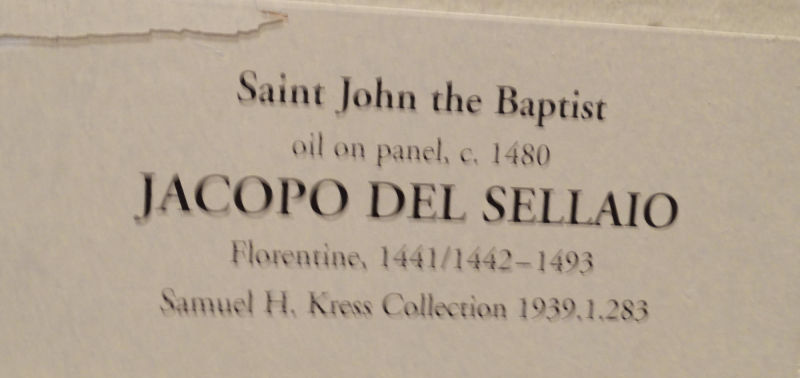 Saint John the Baptist
oil on panel, c. 1480
JACOPO DEL SELLAIO
Florentine, 1441/1442–1493
Samuel H. Kress Collection 1939.1.283